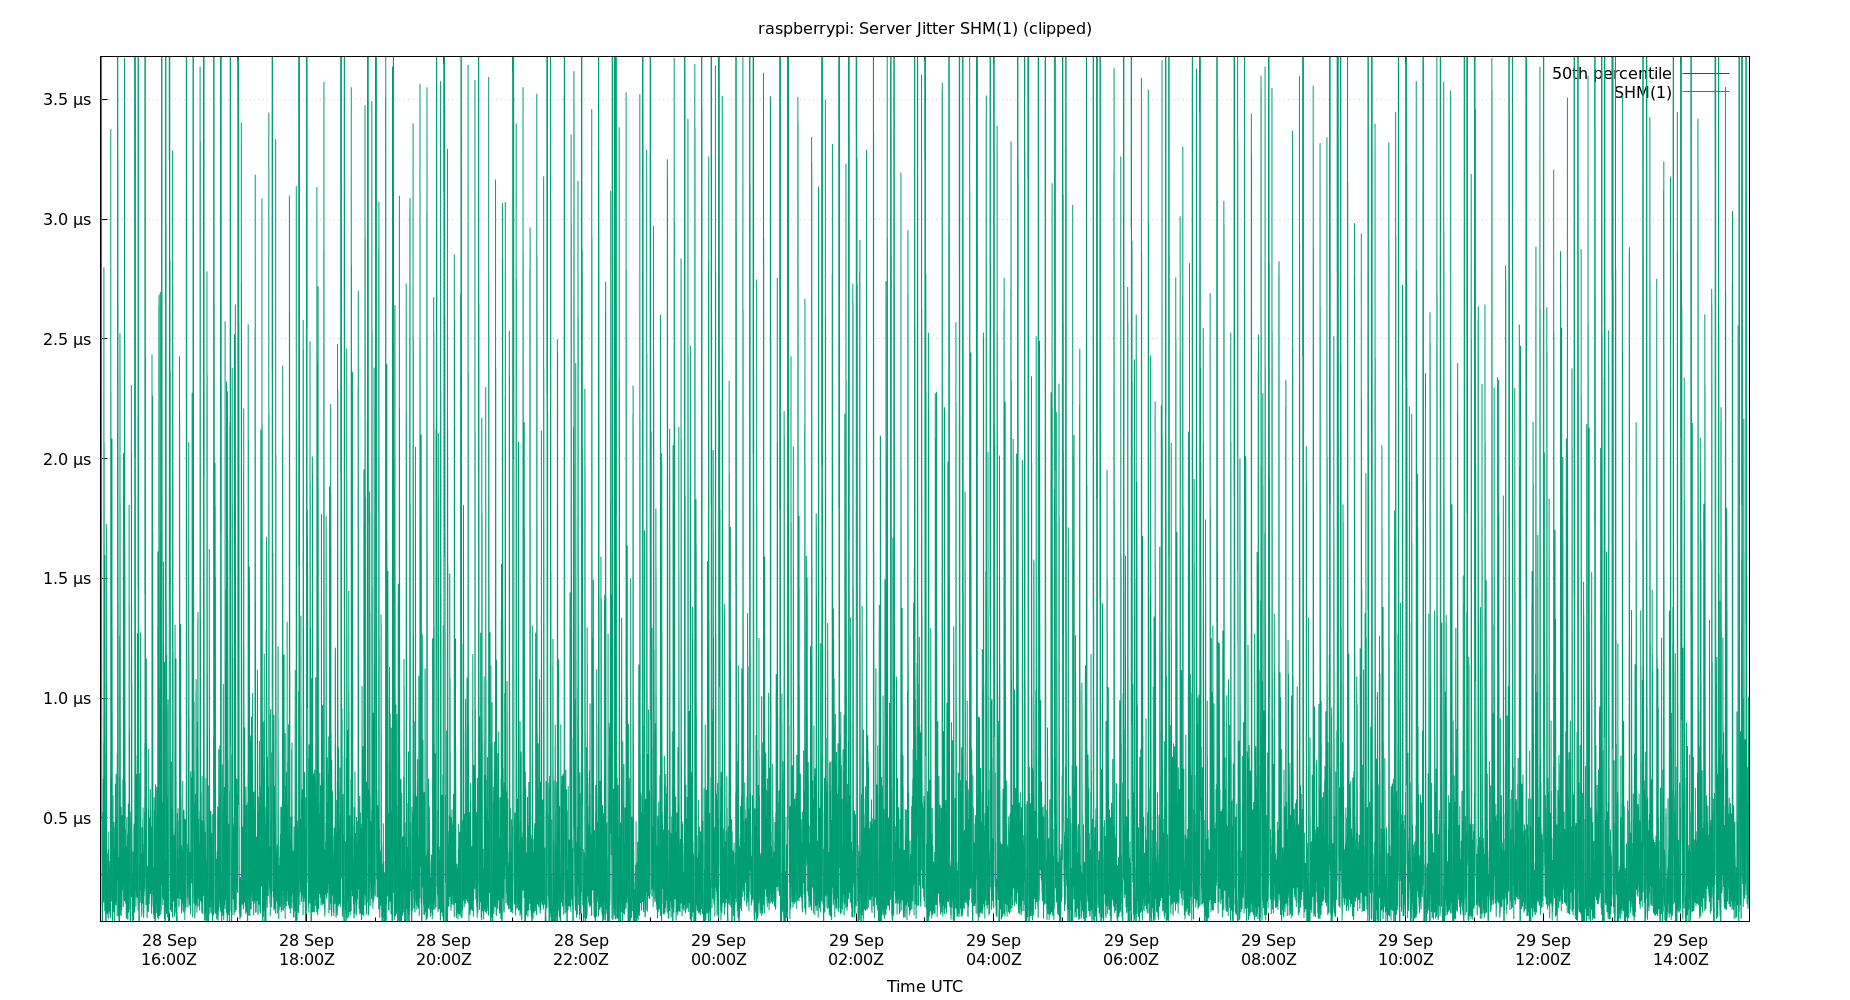 raspberrypi: Server Jitter SHM(1) (clipped)
50th percentile
SHM(1)
3.5 µs
3.0 µs
2.5 µs
2.0 µs
1.5 µs
1.0 µs
0.5 µs
28 Sep 28 Sep 28 Sep 28 Sep 29 Sep 29 Sep 29 Sep 29 Sep 29 Sep 29 Sep 29 Sep 29 Sep
16:00Z 18:00Z 20:00Z 22:00Z 00:00Z 02:00Z 04:00Z 06:00Z 08:00Z 10:00Z 12:00Z 14:00Z
Time UTC